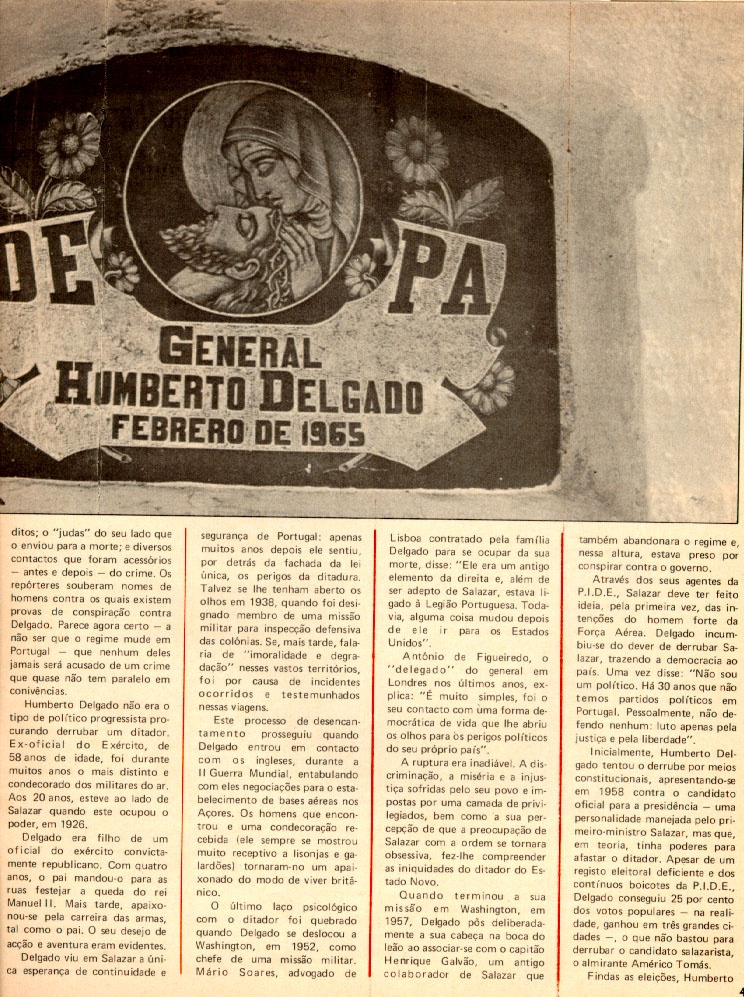 DE PA
GENERAL
HUMBERTO DELGADO
FEBRERO DE 1965
ditos; o "judas" do seu lado que
o enviou para a morte; e diversos
contactos que foram acessórios
— antes e depois — do crime. Os
repórteres souberam nomes de
homens contra os quais existem
provas de conspiração contra
Delgado. Parece agora certo — a
não ser que o regime mude em
Portugal — que nenhum deles
jamais será acusado de um crime
que quase não tem paralelo em
conivências.
Humberto Delgado não era o
tipo de político progressista pro-
curando derrubar um ditador.
Ex-oficial do Exército, de
58 anos de idade, foi durante
muitos anos o mais distinto e
condecorado dos militares do ar.
Aos 20 anos, esteve ao lado de
Salazar quando este ocupou o
poder, em 1926.
Delgado era filho de um
oficial do exército convicta-
mente republicano. Com quatro
anos, o pai mandou-o para as
ruas festejar a queda do rei
Manuel II. Mais tarde, apaixo-
nou-se pela carreira das armas,
tal como o pai. O seu desejo de
acção e aventura eram evidentes.
Delgado viu em Salazar a úni-
ca esperança de continuidade e
segurança de Portugal: apenas
muitos anos depois ele sentiu,
por detrás da fachada da lei
única, os perigos da ditadura.
Talvez se lhe tenham aberto os
olhos em 1938, quando foi desi-
gnado membro de uma missão
militar para inspecção defensiva
das colónias. Se, mais tarde, fala-
ria de "imoralidade e degra-
dação" nesses vastos territórios,
foi por causa de incidentes
ocorridos e testemunhados
nessas viagens.
Este processo de desencan-
tamento prosseguiu quando
Delgado entrou em contacto
com os ingleses, durante a
II Guerra Mundial, entabulando
com eles negociações para o esta-
belecimento de bases aéreas nos
Açores. Os homens que encon-
trou e uma condecoração re-
cebida (ele sempre se mostrou
muito receptivo a lisonjas e ga-
lardões) tornaram-no um apai-
xonado do modo de viver britâ-
nico.
O último laço psicológico
com o ditador foi quebrado
quando Delgado se deslocou a
Washington, em 1952, como
chefe de uma missão militar.
Mário Soares, advogado de
Lisboa contratado pela família
Delgado para se ocupar da sua
morte, disse: "Ele era um antigo
elemento da direita e, além de
ser adepto de Salazar, estava li-
gado à Legião Portuguesa. Toda-
via, alguma coisa mudou depois
de ele ir para os Estados
Unidos".
António de Figueiredo, o
"delegado" do general em
Londres nos últimos anos, ex-
plica: "É muito simples, foi o
seu contacto com uma forma de-
mocrática de vida que lhe abriu
os olhos para os perigos políticos
do seu próprio país".
A ruptura era inadiável. A dis-
criminação, a miséria e a injus-
tiça sofridas pelo seu povo e im-
postas por uma camada de privi-
legiados, bem como a sua per-
cepção de que a preocupação de
Salazar com a ordem se tornara
obsessiva, fez-lhe compreender
as iniquidades do ditador do Es-
tado Novo.
Quando terminou a sua
missão em Washington, em
1957, Delgado pôs deliberada-
mente a sua cabeça na boca do
leão ao associar-se com o capitão
Henrique Galvão, um antigo
colaborador de Salazar que
também abandonara o regime e,
nessa altura, estava preso por
conspirar contra o governo.
Através dos seus agentes da
P.I.D.E., Salazar deve ter feito
ideia, pela primeira vez, das in-
tenções do homem forte da
Força Aérea. Delgado incum-
biu-se do dever de derrubar Sa-
lazar, trazendo a democracia ao
país. Uma vez disse: "Não sou
um político. Há 30 anos que não
temos partidos políticos em
Portugal. Pessoalmente, não de-
fendo nenhum: luto apenas pela
justiça e pela liberdade".
Inicialmente, Humberto Del-
gado tentou o derrube por meios
constitucionais, apresentando-se
em 1958 contra o candidato
oficial para a presidência — uma
personalidade manejada pelo pri-
meiro-ministro Salazar, mas que,
em teoria, tinha poderes para
afastar o ditador. Apesar de um
registo eleitoral deficiente e dos
contínuos boicotes da P.I.D.E.,
Delgado conseguiu 25 por cento
dos votos populares — na reali-
dade, ganhou em três grandes ci-
dades —, o que não bastou para
derrubar o candidato salazarista,
o almirante Américo Tomás.
Findas as eleições, Humberto